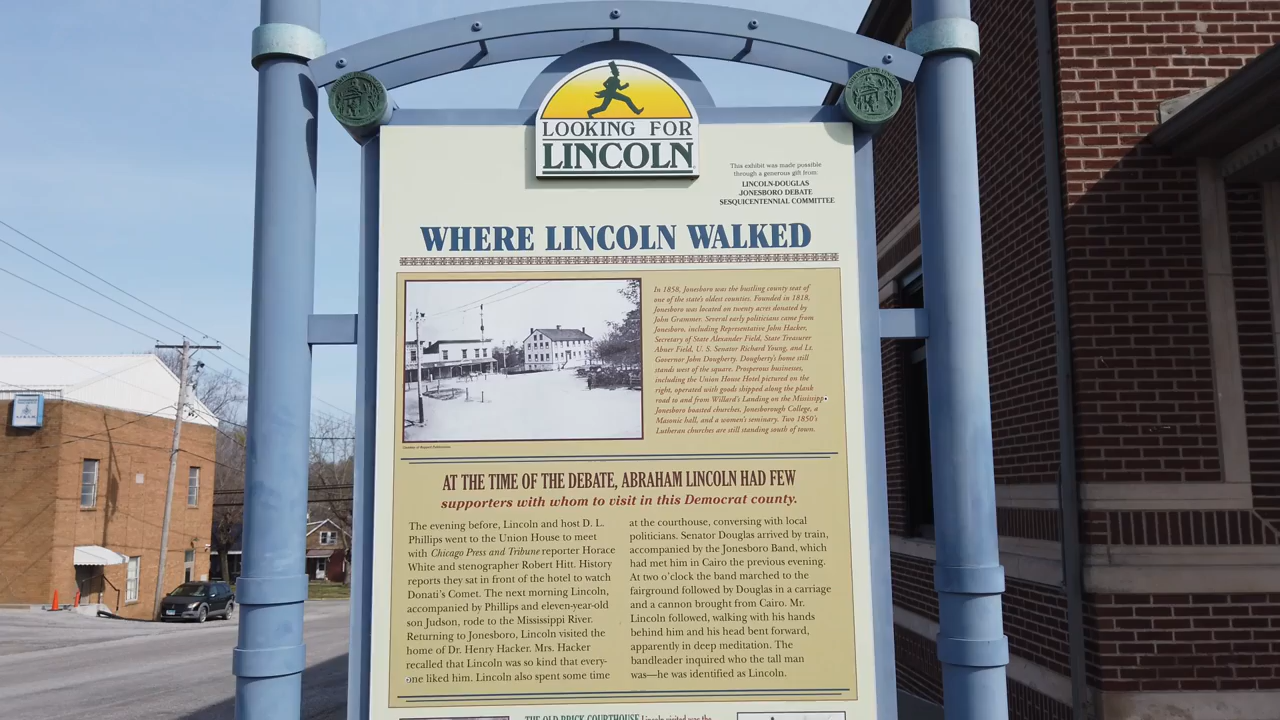 LOOKING FOR
LINCOLN
This exhibit was made possible
through a generous gift from:
LINCOLN-DOUGLAS
JONESBORO DEBATE
SESQUICENTENNIAL COMMITTEE
WHERE LINCOLN WALKED
In 1858, Jonesboro was the bustling county seat of
one of the state's oldest counties. Founded in 1818,
Jonesboro was located on twenty acres donated by
John Grammer. Several early politicians came from
Jonesboro, including Representative John Hacker,
Secretary of State Alexander Field, State Treasurer
Abner Field, U. S. Senator Richard Young, and Lt.
Governor John Dougherty. Dougherty's home still
stands west of the square. Prosperous businesses,
including the Union House Hotel pictured on the
right, operated with goods shipped along the plank
road to and from Willard's Landing on the Mississipp
Jonesboro boasted churches, Jonesborough College, a
Masonic hall, and a women's seminary. Two 1850's
Lutheran churches are still standing south of town.
AT THE TIME OF THE DEBATE, ABRAHAM LINCOLN HAD FEW
supporters with whom to visit in this Democrat county.
The evening before, Lincoln and host D. L.
Phillips went to the Union House to meet
with Chicago Press and Tribune reporter Horace
White and stenographer Robert Hitt. History
reports they sat in front of the hotel to watch
Donati's Comet. The next morning Lincoln,
accompanied by Phillips and eleven-year-old
son Judson, rode to the Mississippi River.
Returning to Jonesboro, Lincoln visited the
home of Dr. Henry Hacker. Mrs. Hacker
recalled that Lincoln was so kind that every-
one liked him. Lincoln also spent some time
at the courthouse, conversing with local
politicians. Senator Douglas arrived by train,
accompanied by the Jonesboro Band, which
had met him in Cairo the previous evening.
At two o'clock the band marched to the
fairground followed by Douglas in a carriage
and a cannon brought from Cairo. Mr.
Lincoln followed, walking with his hands
behind him and his head bent forward,
apparently in deep meditation. The
bandleader inquired who the tall man
was—he was identified as Lincoln.
THE OLD BRICK COURTHOUSE Lincoln visited was the